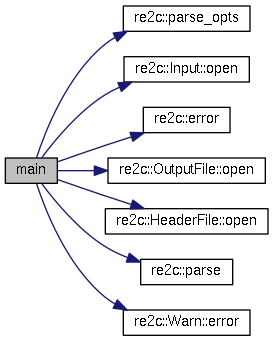 re2c::parse_opts
re2c::Input::open
re2c::error
main
re2c::OutputFile::open
re2c::HeaderFile::open
re2c::parse
re2c::Warn::error